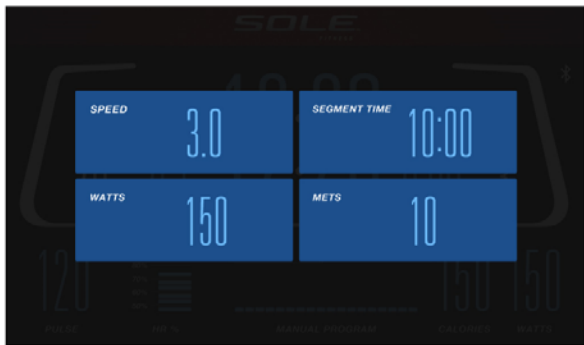 SOLE
SPEED
3.0
SEGMENT TIME
10:00
WATTS
150
METS
10
120
150
150
PULSE
HR %
MANUAL PROGRAM
CALORIES
WATTS